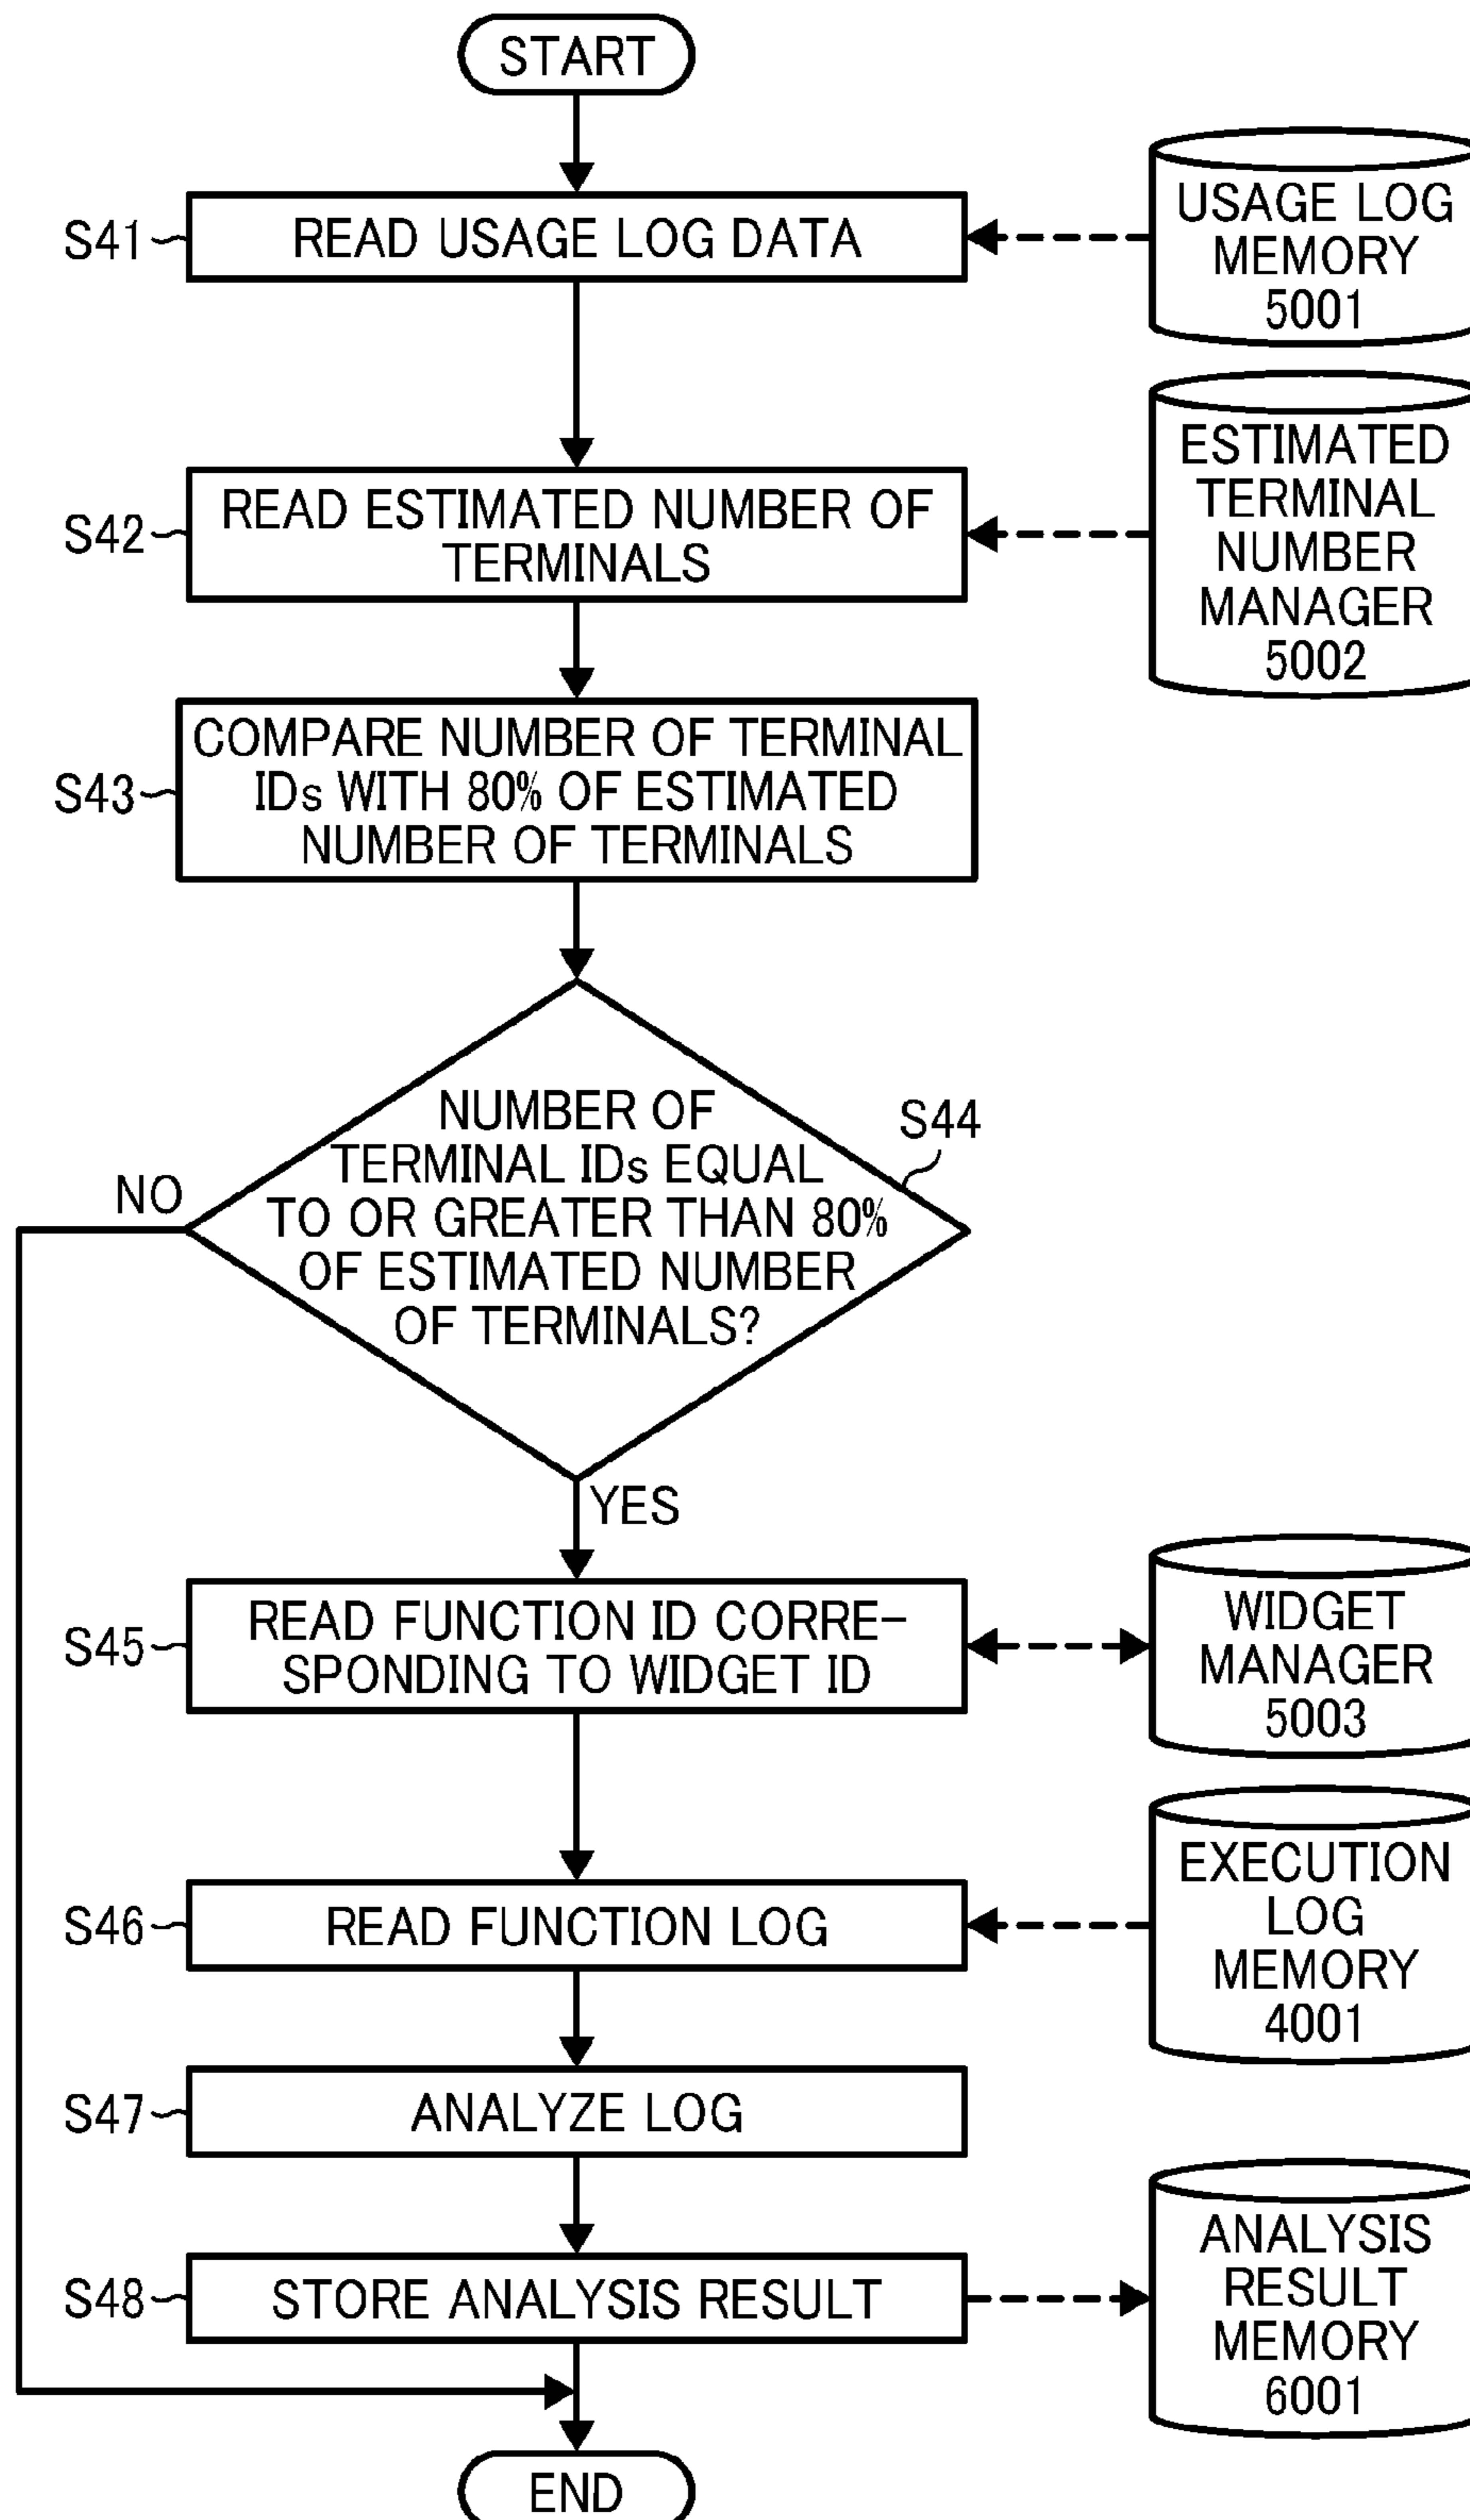 START
S41
READ USAGE LOG DATA
USAGE LOG
MEMORY
5001
S42
READ ESTIMATED NUMBER OF
TERMINALS
ESTIMATED
TERMINAL
NUMBER
MANAGER
5002
S43
COMPARE NUMBER OF TERMINAL
IDs WITH 80% OF ESTIMATED
NUMBER OF TERMINALS
S44
NUMBER OF
TERMINAL IDs EQUAL
TO OR GREATER THAN 80%
OF ESTIMATED NUMBER
OF TERMINALS?
NO
YES
S45
READ FUNCTION ID CORRE-
SPONDING TO WIDGET ID
WIDGET
MANAGER
5003
S46
READ FUNCTION LOG
EXECUTION
LOG
MEMORY
4001
S47
ANALYZE LOG
S48
STORE ANALYSIS RESULT
ANALYSIS
RESULT
MEMORY
6001
END